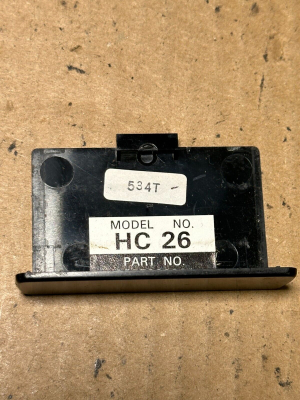 534T -
MODEL NO.
HC 26
PART NO.